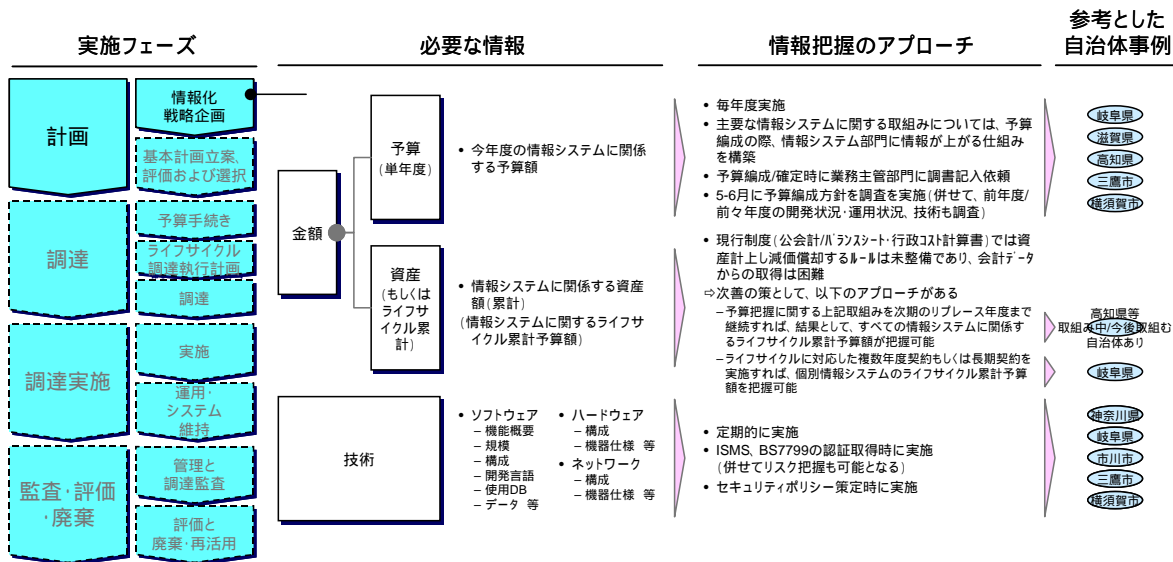 実施フェーズ
必要な情報
情報把握のアプローチ
参考とした
自治体事例
計画
情報化
戦略企画
基本計画立案、
評価および選択
調達
予算手続き
ライフサイクル
調達執行計画
調達
調達実施
実施
運用・
システム
維持
監査・評価
・廃棄
管理と
調達監査
評価と
廃棄・再活用
金額
予算
(単年度)
• 今年度の情報システムに関係
する予算額
• 毎年度実施
• 主要な情報システムに関する取組みについては、予算
編成の際、情報システム部門に情報が上がる仕組み
を構築
• 予算編成/確定時に業務主管部門に調書記入依頼
• 5-6月に予算編成方針を調査を実施(併せて、前年度/
前々年度の開発状況・運用状況、技術も調査)
岐阜県
滋賀県
高知県
三鷹市
横須賀市
資産
(もしくは
ライフサ
イクル累
計)
• 情報システムに関係する資産
額(累計)
(情報システムに関するライフサ
イクル累計予算額)
• 現行制度(公会計/バランスシート・行政コスト計算書)では資
産計上し減価償却するルールは未整備であり、会計データ
からの取得は困難
⇨次善の策として、以下のアプローチがある
–予算把握に関する上記取組みを次期のリプレース年度まで
継続すれば、結果として、すべての情報システムに関係す
るライフサイクル累計予算額が把握可能
–ライフサイクルに対応した複数年度契約もしくは長期契約を
実施すれば、個別情報システムのライフサイクル累計予算
額を把握可能
高知県等
取組み中/今後取組む
自治体あり
岐阜県
技術
• ソフトウェア
– 機能概要
– 規模
– 構成
– 開発言語
– 使用DB
– データ 等
• ハードウェア
– 構成
– 機器仕様 等
• ネットワーク
– 構成
– 機器仕様 等
• 定期的に実施
• ISMS、BS7799の認証取得時に実施
(併せてリスク把握も可能となる)
• セキュリティポリシー策定時に実施
神奈川県
岐阜県
市川市
三鷹市
横須賀市